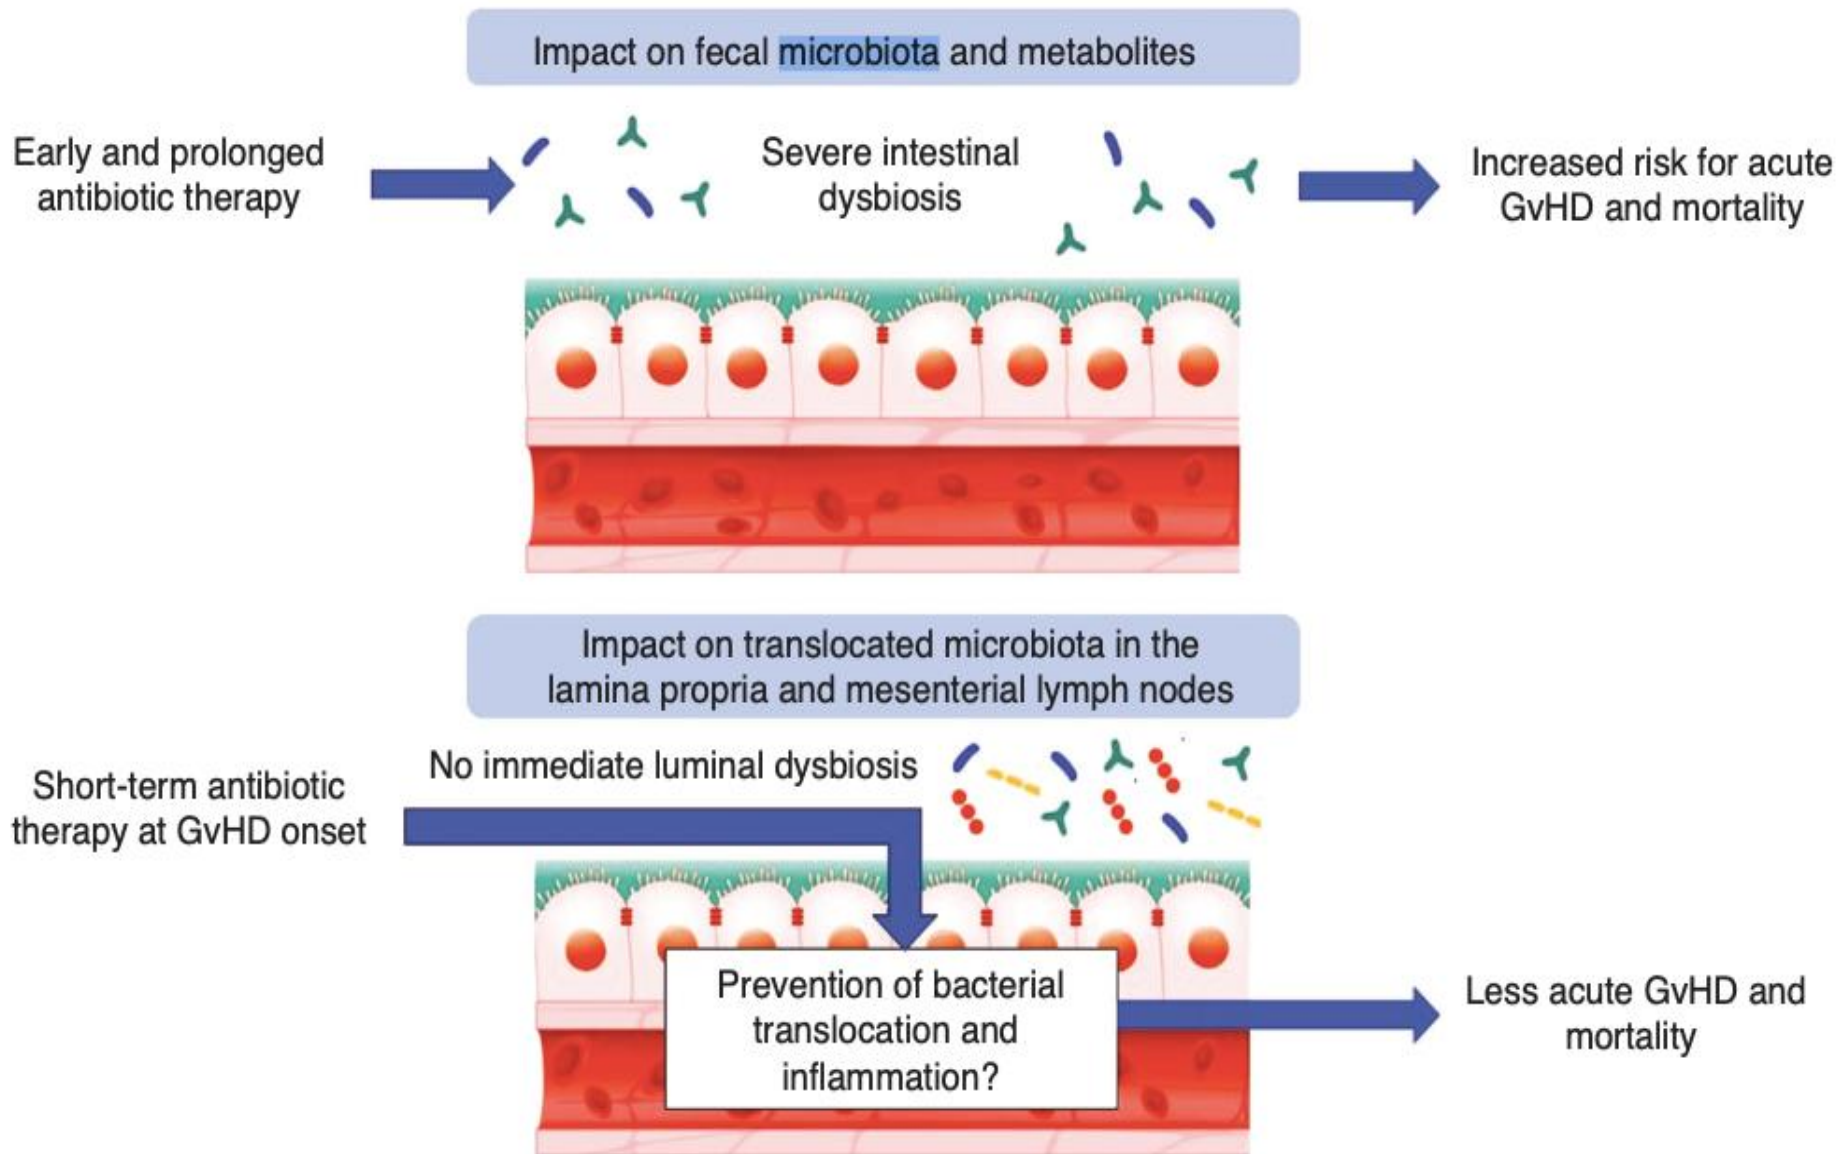 Impact on fecal microbiota and metabolites
Early and prolonged
antibiotic therapy
Severe intestinal
dysbiosis
Increased risk for acute
GvHD and mortality
Impact on translocated microbiota in the
lamina propria and mesenterial lymph nodes
Short-term antibiotic
therapy at GvHD onset
No immediate luminal dysbiosis
Prevention of bacterial
translocation and
inflammation?
Less acute GvHD and
mortality